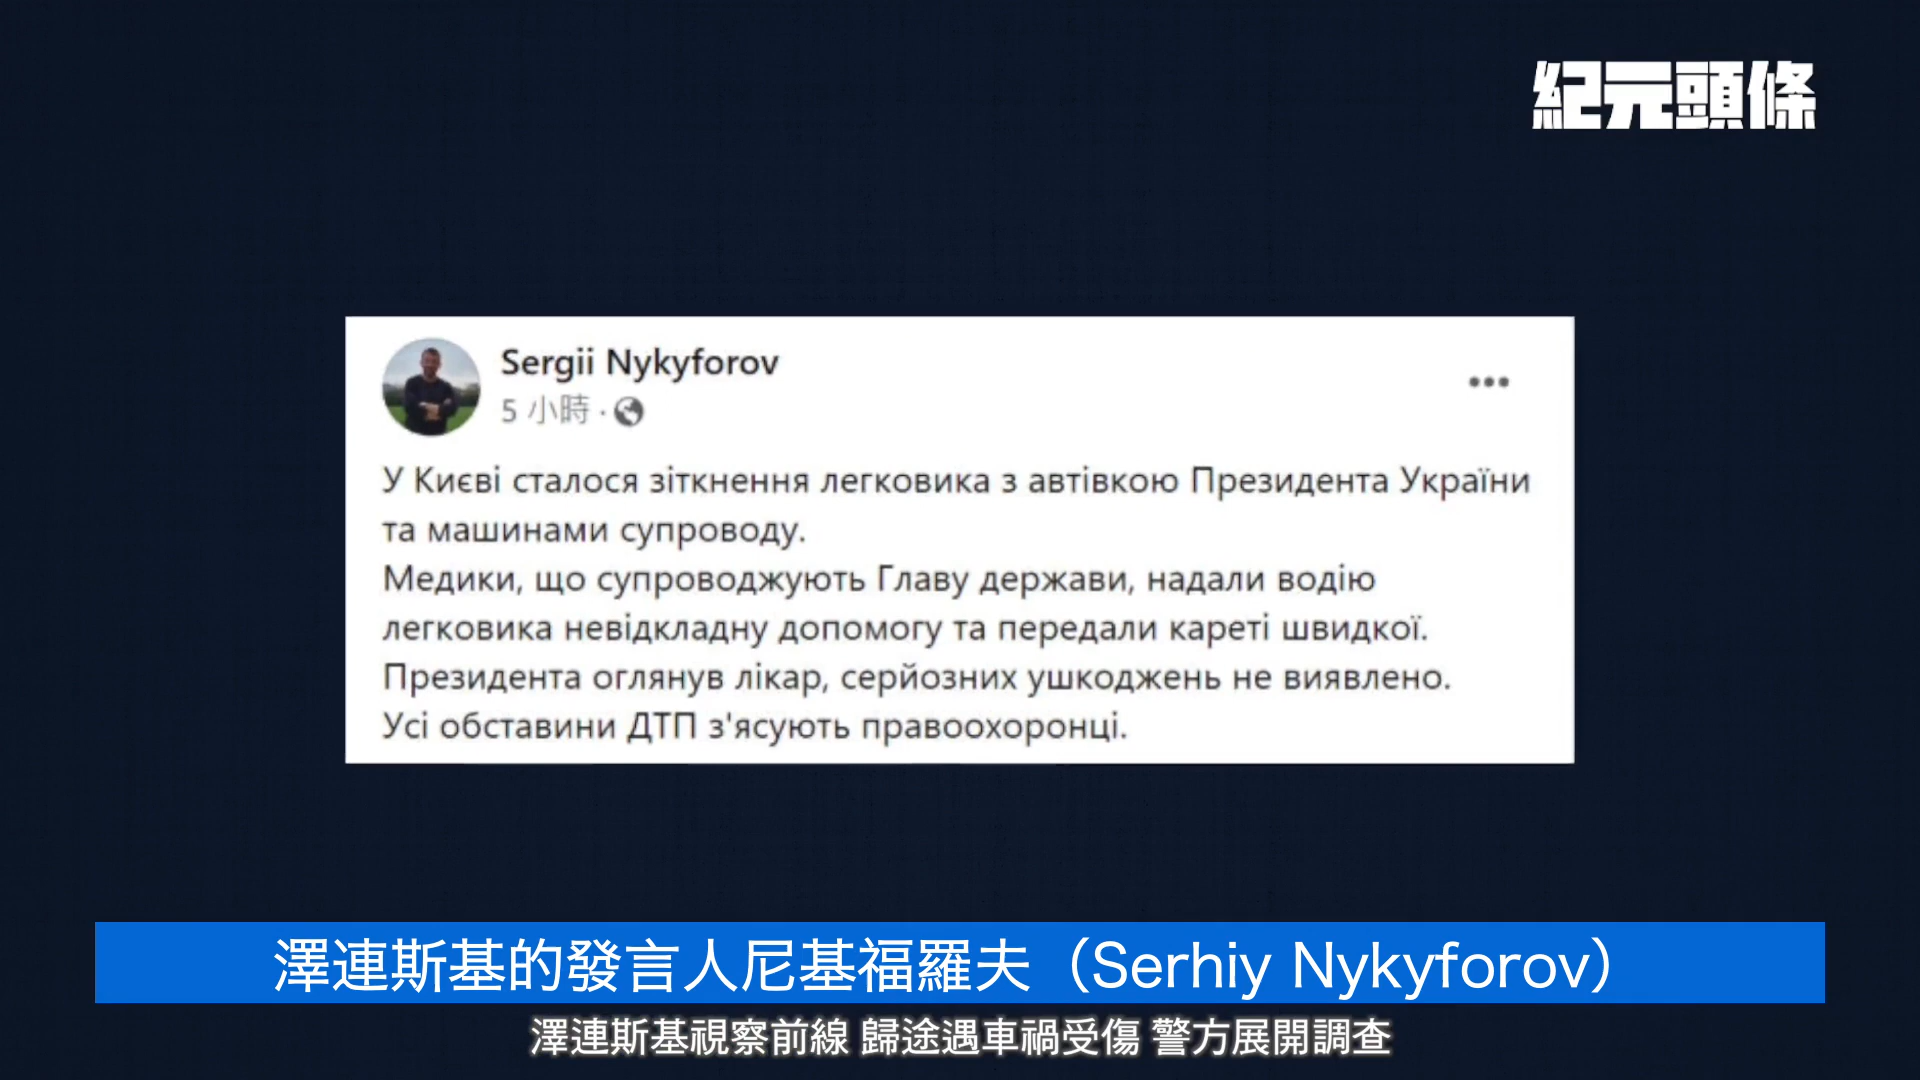 紀元頭條
Sergii Nykyforov
5 小時 ·
У Києві сталося зіткнення легковика з автівкою Президента України
та машинами супроводу.
Медики, що супроводжують Главу держави, надали водію
легковика невідкладну допомогу та передали кареті швидкої.
Президента оглянув лікар, серйозних ушкоджень не виявлено.
Усі обставини ДТП з'ясують правоохоронці.
澤連斯基的發言人尼基福羅夫（Serhiy Nykyforov）
澤連斯基視察前線 歸途遇車禍受傷 警方展開調查